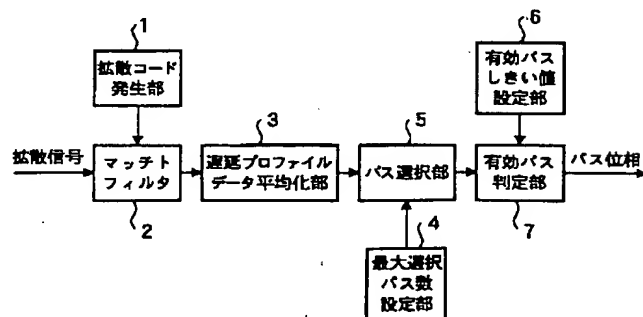 1
拡散コード
発生部
拡散信号
マッチト
フィルタ
2
3
遅延プロファイル
データ平均化部
5
パス選択部
4
最大選択
パス数
設定部
6
有効パス
しきい値
設定部
有効パス
判定部
7
パス位相